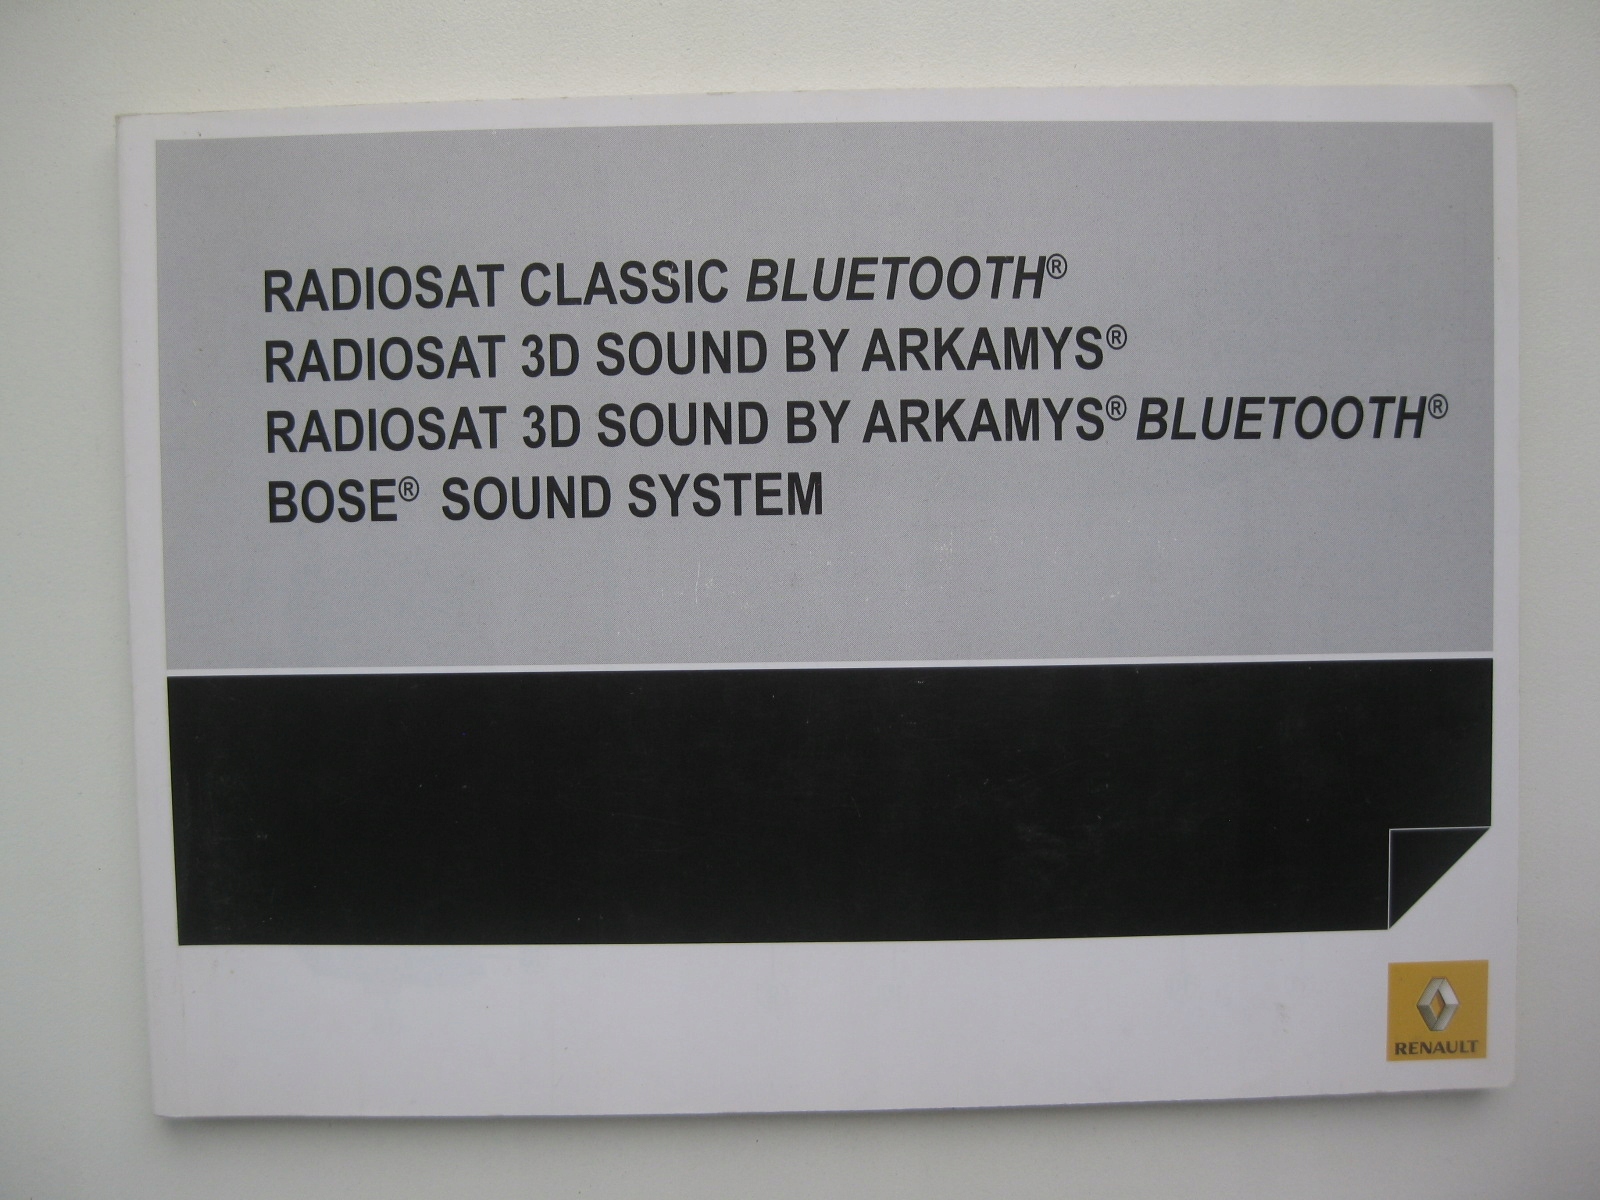 RADIOSAT CLASSIC BLUETOOTH®
RADIOSAT 3D SOUND BY ARKAMYS®
RADIOSAT 3D SOUND BY ARKAMYS® BLUETOOTH®
BOSE® SOUND SYSTEM
RENAULT